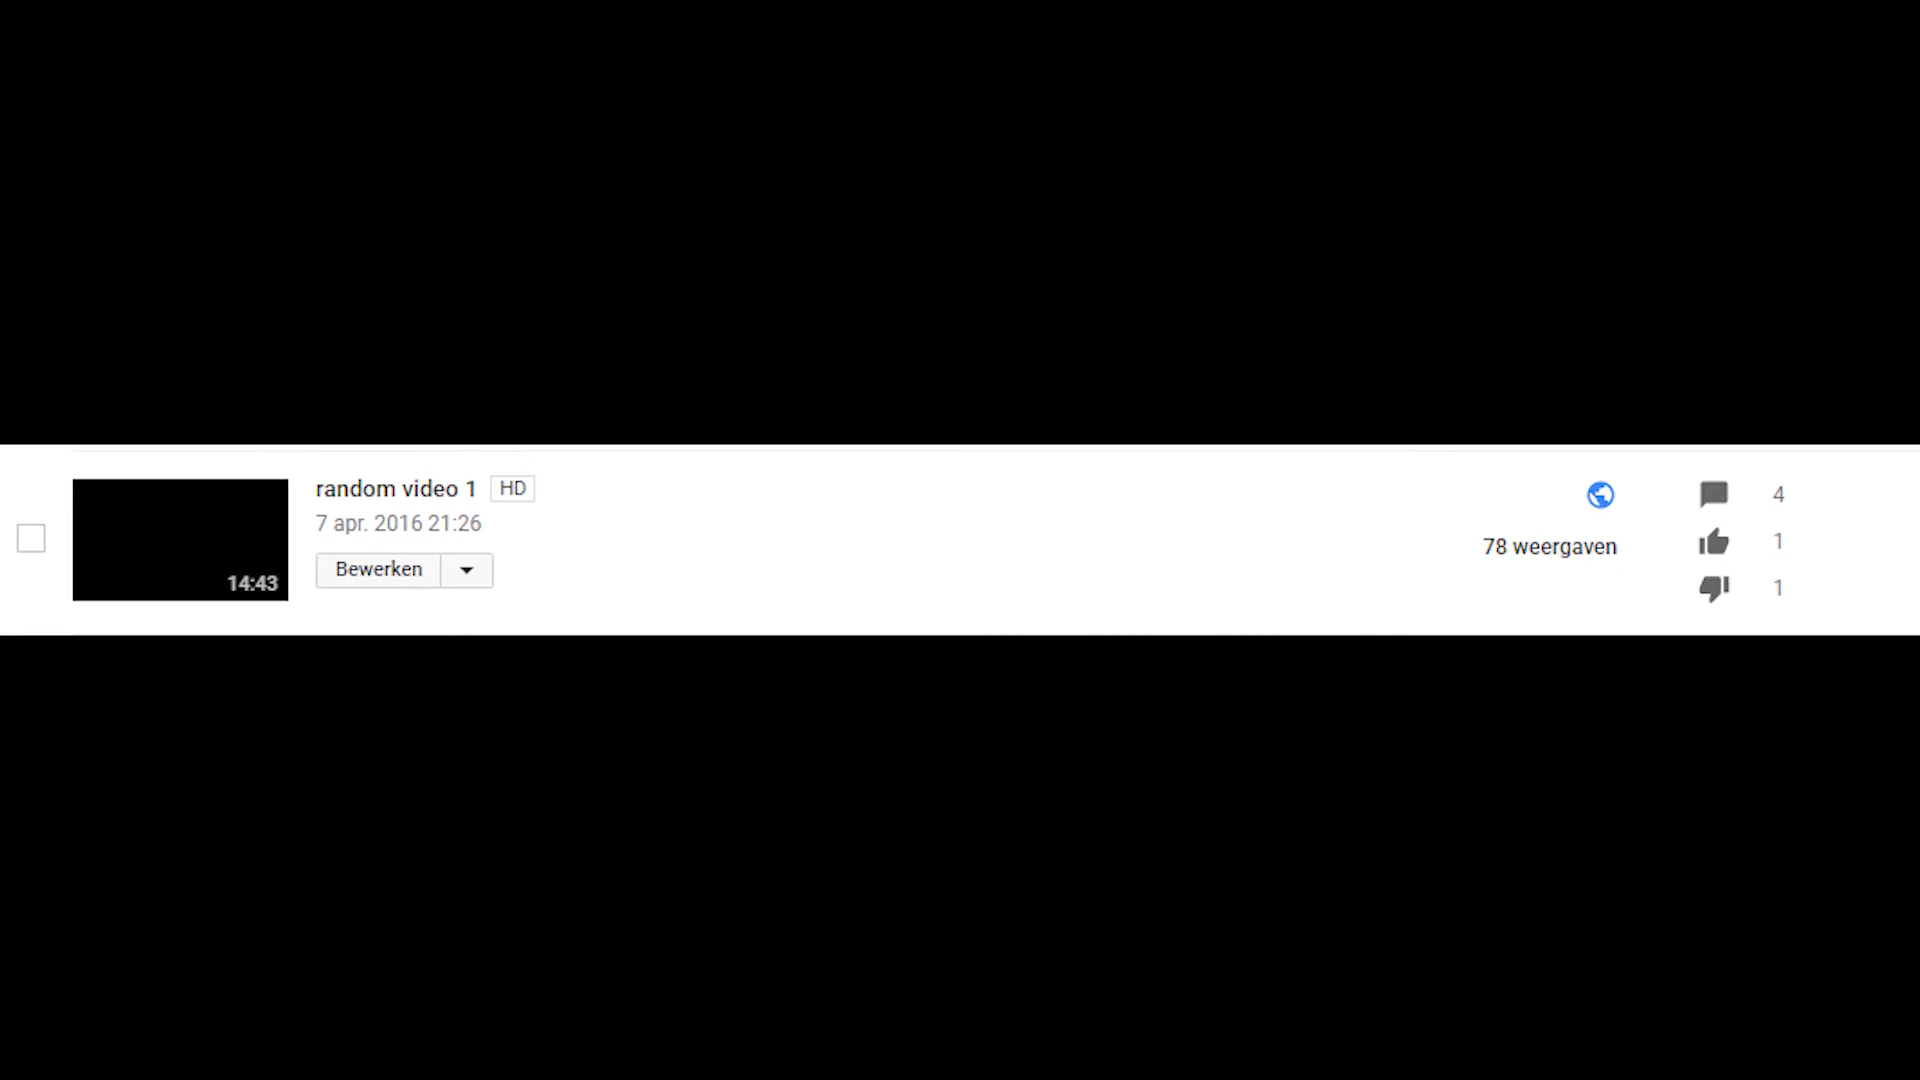 random video 1 HD
7 apr. 2016 21:26
Bewerken
14:43
78 weergaven
4
1
1